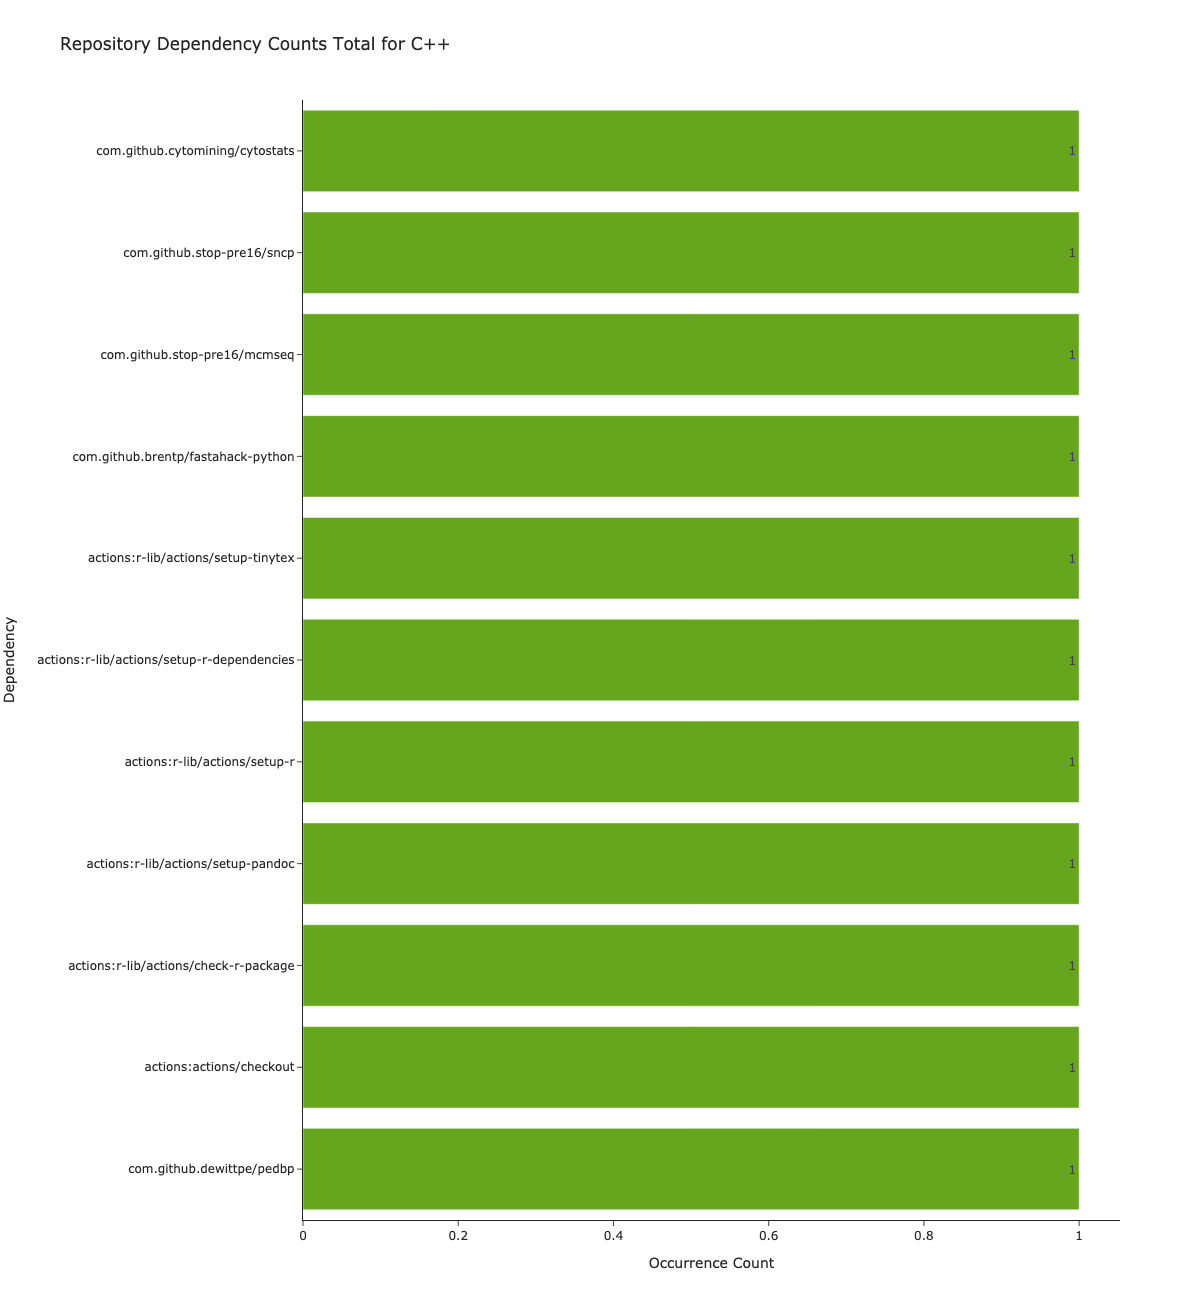 Repository Dependency Counts Total for C++
com.github.cytomining/cytostats
1
com.github.stop-pre16/sncp
1
com.github.stop-pre16/mcmseq
1
com.github.brentp/fastahack-python
1
actions:r-lib/actions/setup-tinytex
1
actions:r-lib/actions/setup-r-dependencies
1
actions:r-lib/actions/setup-r
1
actions:r-lib/actions/setup-pandoc
1
actions:r-lib/actions/check-r-package
1
actions:actions/checkout
1
com.github.dewittpe/pedbp
1
Dependency
0 0.2 0.4 0.6 0.8 1
Occurrence Count